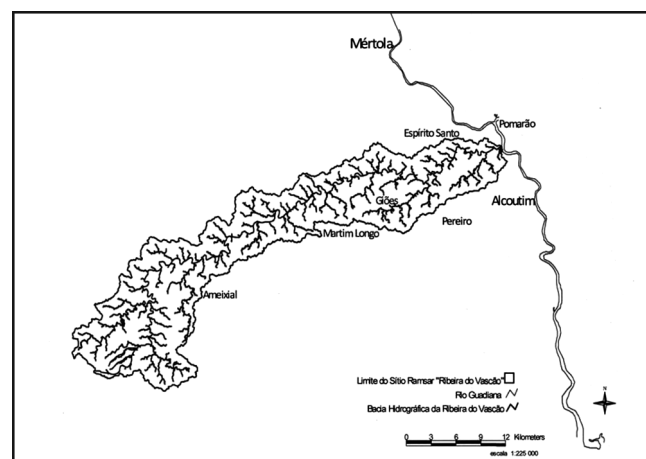 Mértola
Pomarão
Espírito Santo
Alcoutim
Giões
Pereiro
Martim Longo
Ameixial
Limite do Sítio Ramsar "Ribeira do Vascão"
Rio Guadiana
Bacia Hidrográfica da Ribeira do Vascão
N
0 3 6 9 12 Kilometers
escala 1:225 000